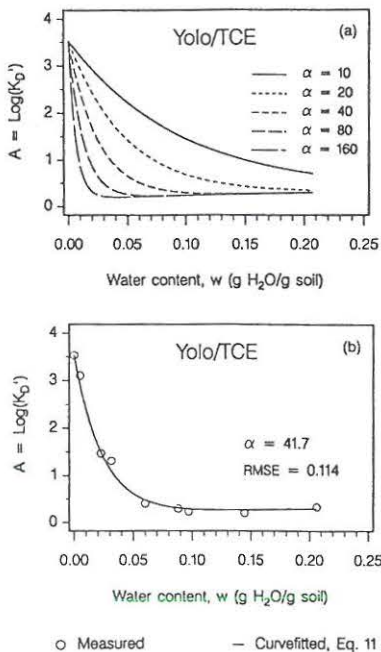 Yolo/TCE
(a)
α = 10
α = 20
α = 40
α = 80
α = 160
A = Log(K_D')
4
3
2
1
0
0.00 0.05 0.10 0.15 0.20 0.25
Water content, w (g H₂O/g soil)
Yolo/TCE
(b)
α = 41.7
RMSE = 0.114
A = Log(K_D')
4
3
2
1
0
0.00 0.05 0.10 0.15 0.20 0.25
Water content, w (g H₂O/g soil)
○ Measured — Curvefitted, Eq. 11